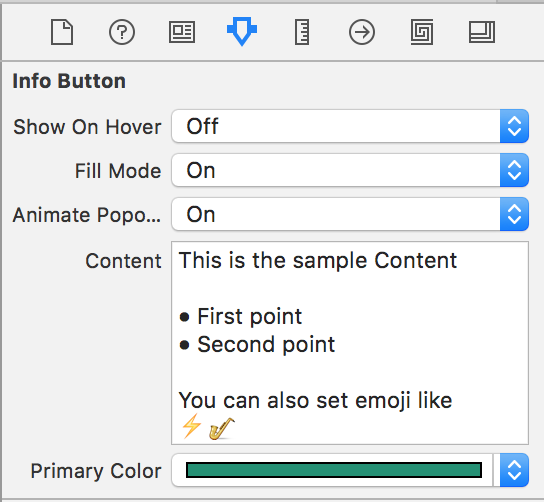 Info Button
Show On Hover Off
Fill Mode On
Animate Popo... On
Content This is the sample Content
• First point
• Second point
You can also set emoji like
⚡🎷
Primary Color